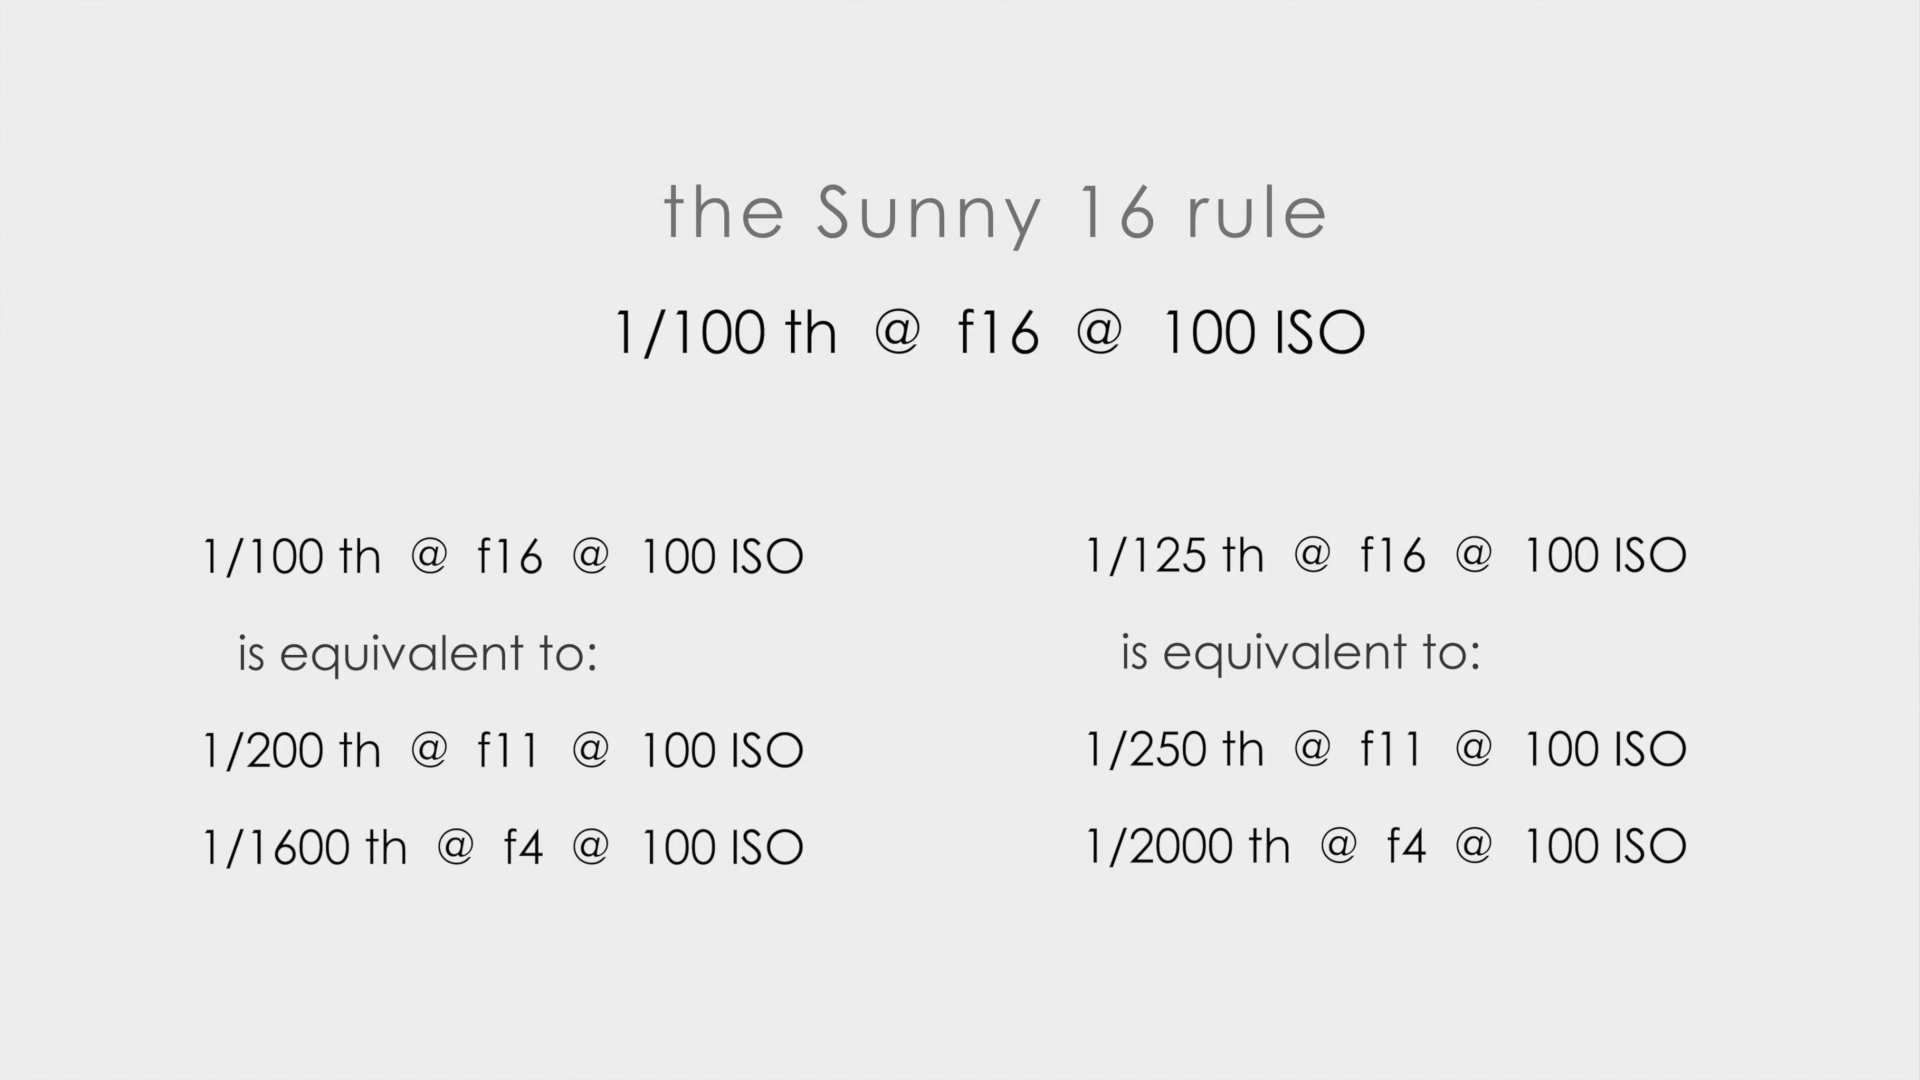 the Sunny 16 rule
1/100 th @ f16 @ 100 ISO
1/100 th @ f16 @ 100 ISO
is equivalent to:
1/200 th @ f11 @ 100 ISO
1/1600 th @ f4 @ 100 ISO
1/125 th @ f16 @ 100 ISO
is equivalent to:
1/250 th @ f11 @ 100 ISO
1/2000 th @ f4 @ 100 ISO